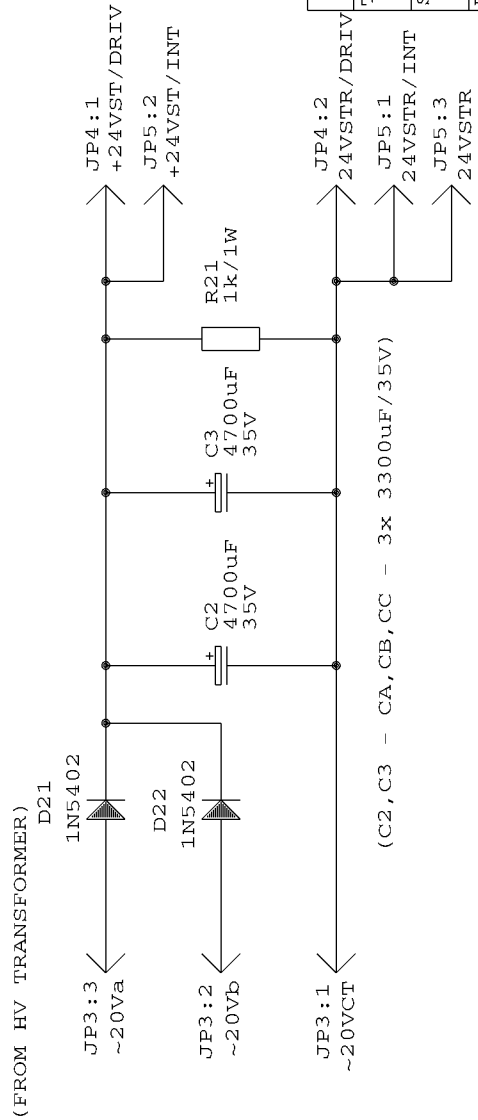 (FROM HV TRANSFORMER)
D21
1N5402
D22
1N5402
JP3:3
~20Va
JP3:2
~20Vb
JP3:1
~20VCT
C2
4700uF
35V
+
C3
4700uF
35V
+
R21
1k/1W
JP4:1
+24VST/DRIV
JP5:2
+24VST/INT
JP4:2
24VSTR/DRIV
JP5:1
24VSTR/INT
JP5:3
24VSTR
(C2,C3 - CA,CB,CC - 3x 3300uF/35V)